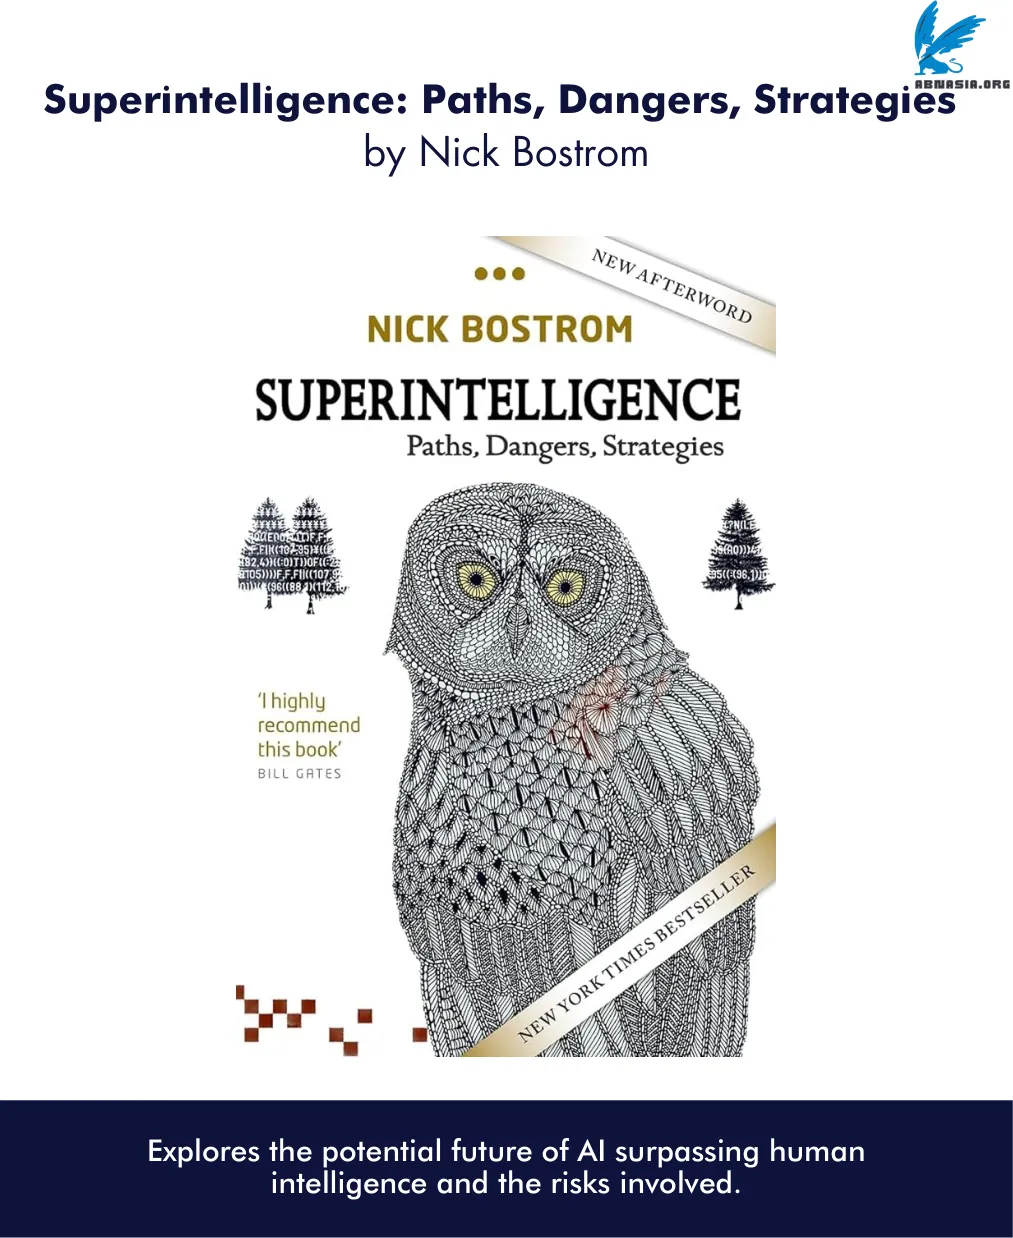 ABNASIA.ORG
Superintelligence: Paths, Dangers, Strategies
by Nick Bostrom
NEW AFTERWORD
NICK BOSTROM
SUPERINTELLIGENCE
Paths, Dangers, Strategies
'I highly
recommend
this book'
BILL GATES
NEW YORK TIMES BESTSELLER
Explores the potential future of AI surpassing human
intelligence and the risks involved.